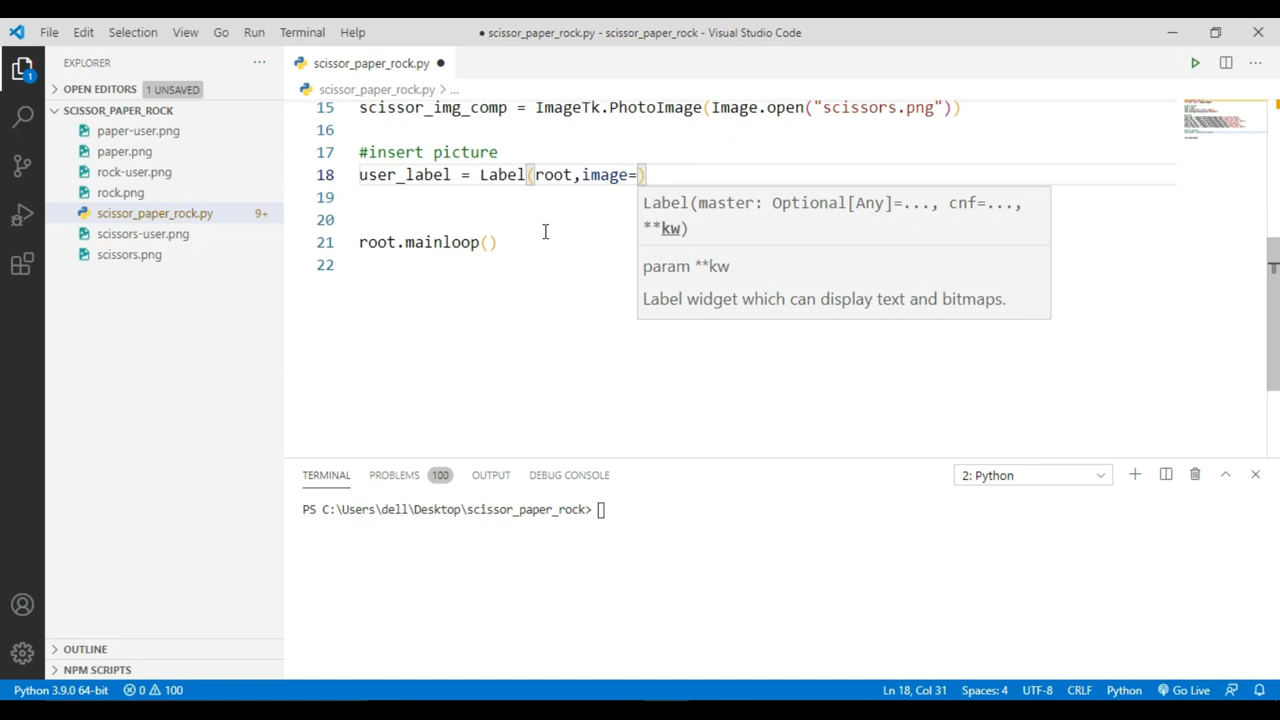 File Edit Selection View Go Run Terminal Help
● scissor_paper_rock.py - scissor_paper_rock - Visual Studio Code
EXPLORER
OPEN EDITORS 1 UNSAVED
SCISSOR_PAPER_ROCK
paper-user.png
paper.png
rock-user.png
rock.png
scissor_paper_rock.py 9+
scissors-user.png
scissors.png
OUTLINE
NPM SCRIPTS
1
scissor_paper_rock.py ●
scissor_paper_rock.py > ...
15 scissor_img_comp = ImageTk.PhotoImage(Image.open("scissors.png"))
16
17 #insert picture
18 user_label = Label(root,image=)
19
20
21 root.mainloop()
22
Label(master: Optional[Any]=..., cnf=...,
**kw)
param **kw
Label widget which can display text and bitmaps.
TERMINAL PROBLEMS 100 OUTPUT DEBUG CONSOLE 2: Python
PS C:\Users\dell\Desktop\scissor_paper_rock>
Python 3.9.0 64-bit 0 100 Ln 18, Col 31 Spaces: 4 UTF-8 CRLF Python Go Live